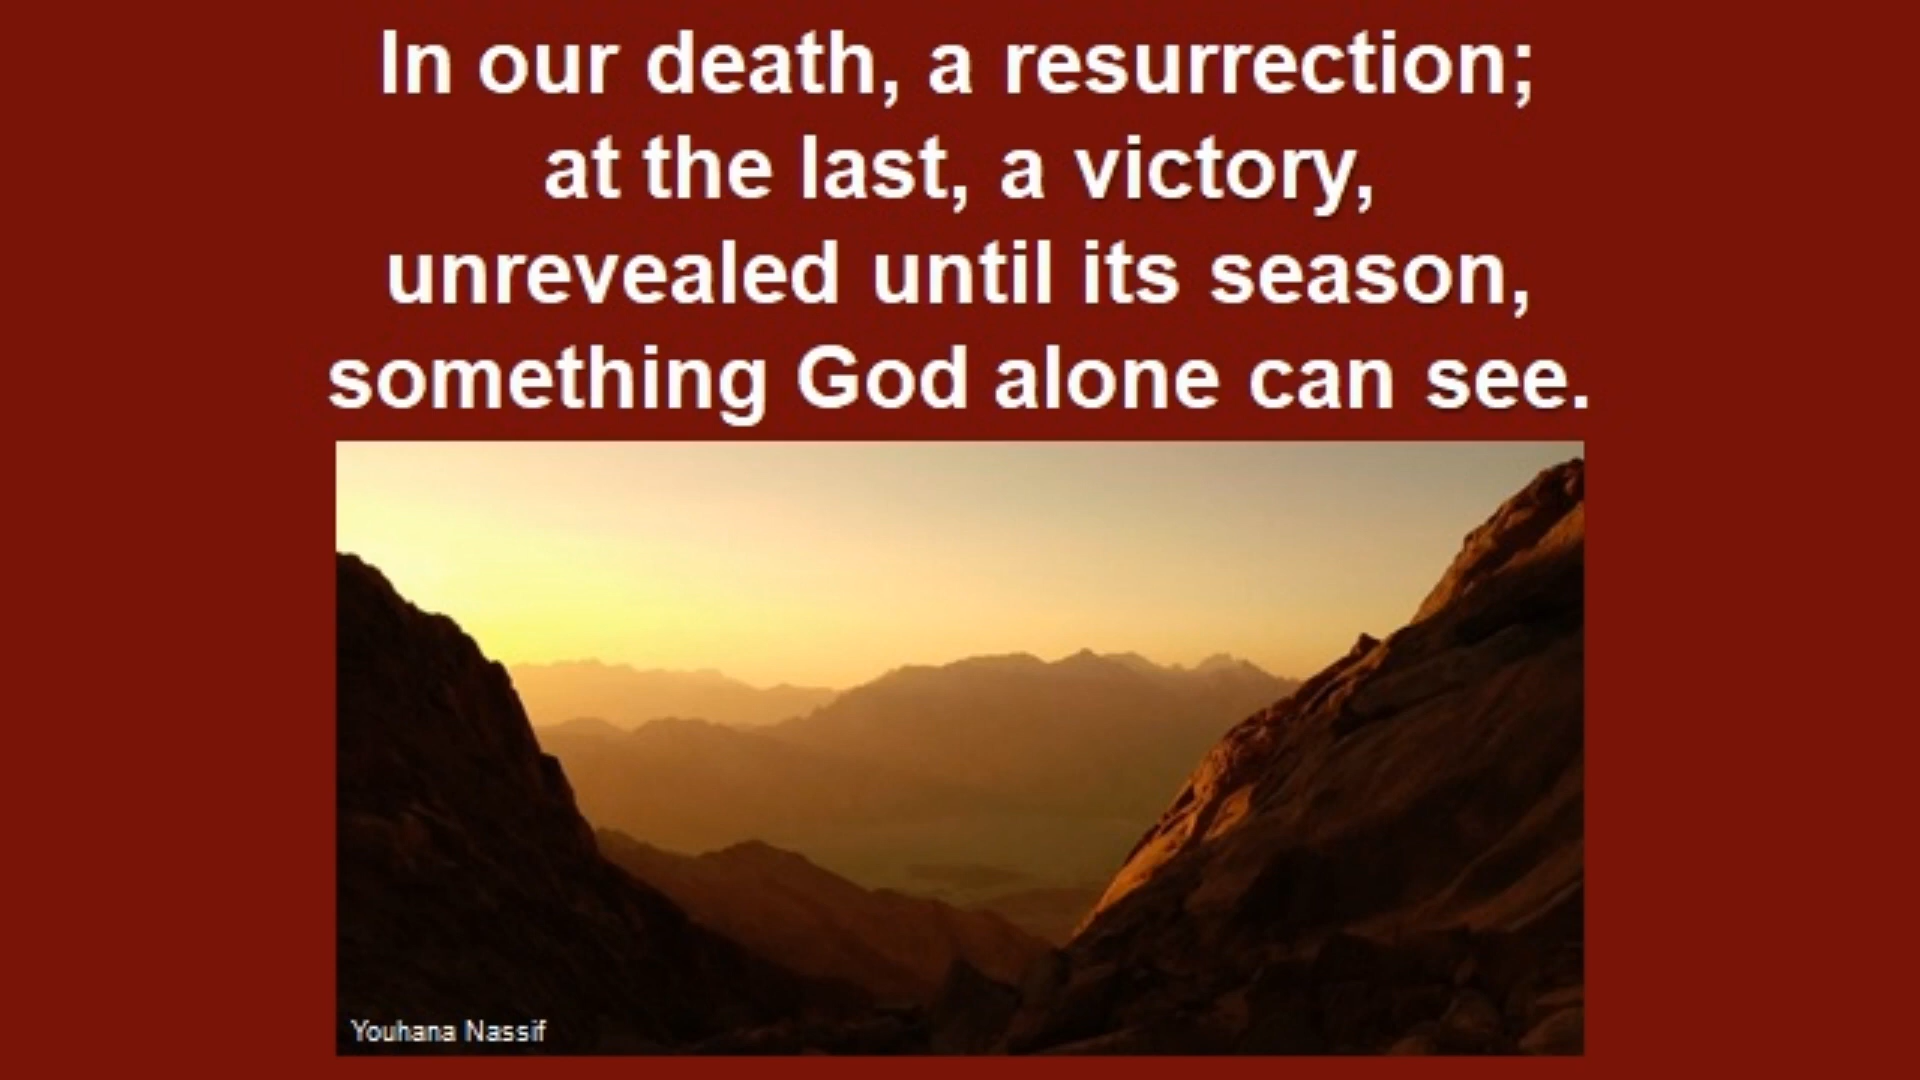 In our death, a resurrection;
at the last, a victory,
unrevealed until its season,
something God alone can see.
Youhana Nassif